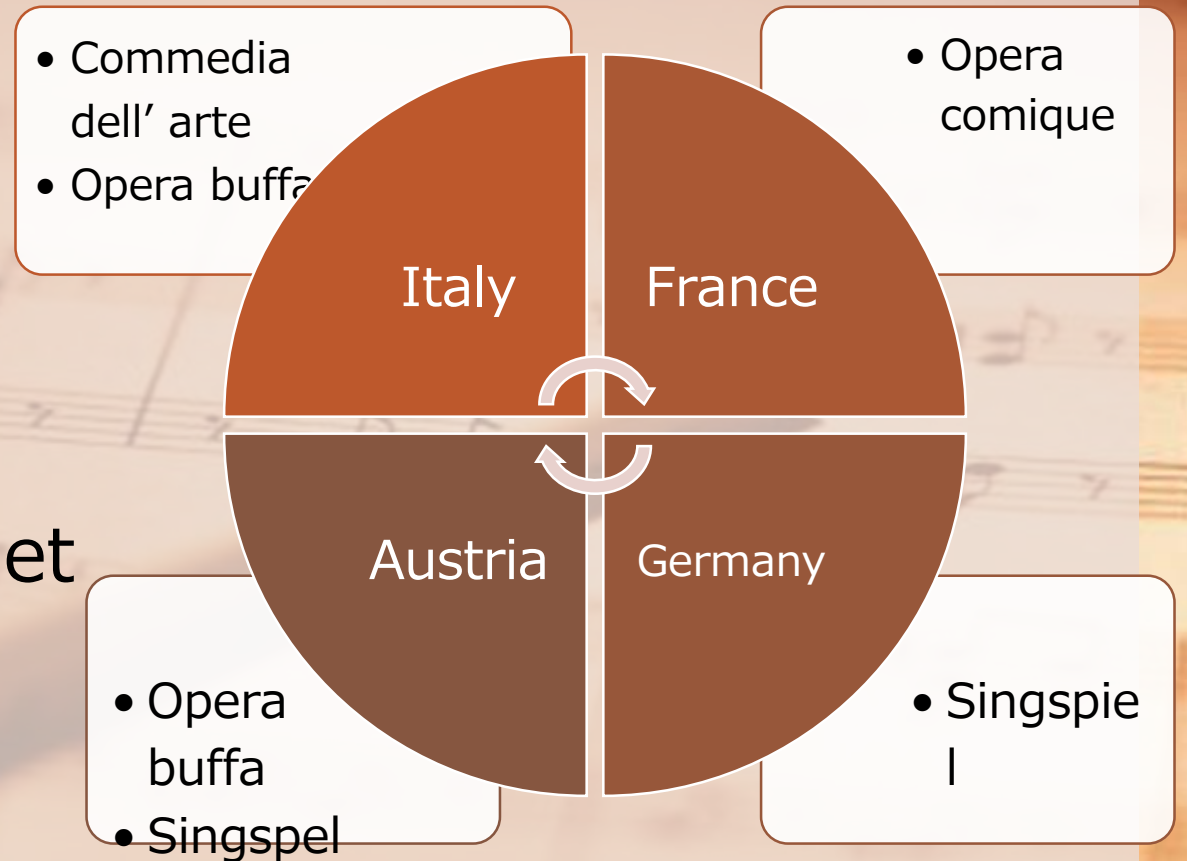 • Commedia
dell’ arte
• Opera buffa
• Opera
comique
Italy
France
et
Austria
Germany
• Opera
buffa
• Singspel
• Singspie
l